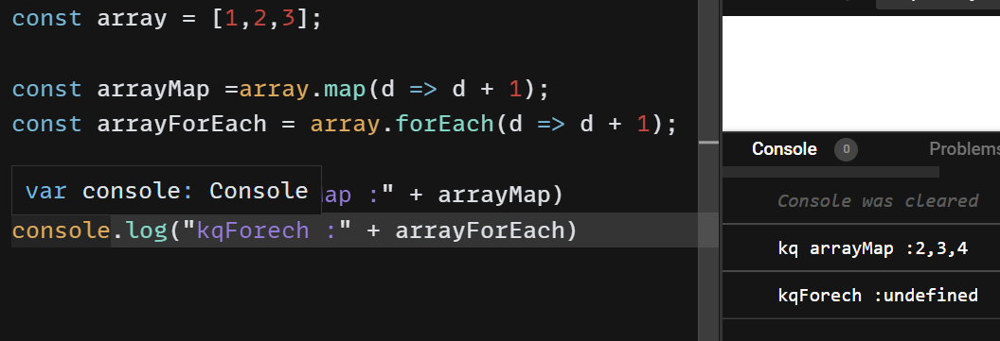 const array = [1,2,3];
const arrayMap =array.map(d => d + 1);
const arrayForEach = array.forEach(d => d + 1);
var console: Console
ap :" + arrayMap)
console.log("kqForech :" + arrayForEach)
Console 0 Problems
Console was cleared
kq arrayMap :2,3,4
kqForech :undefined